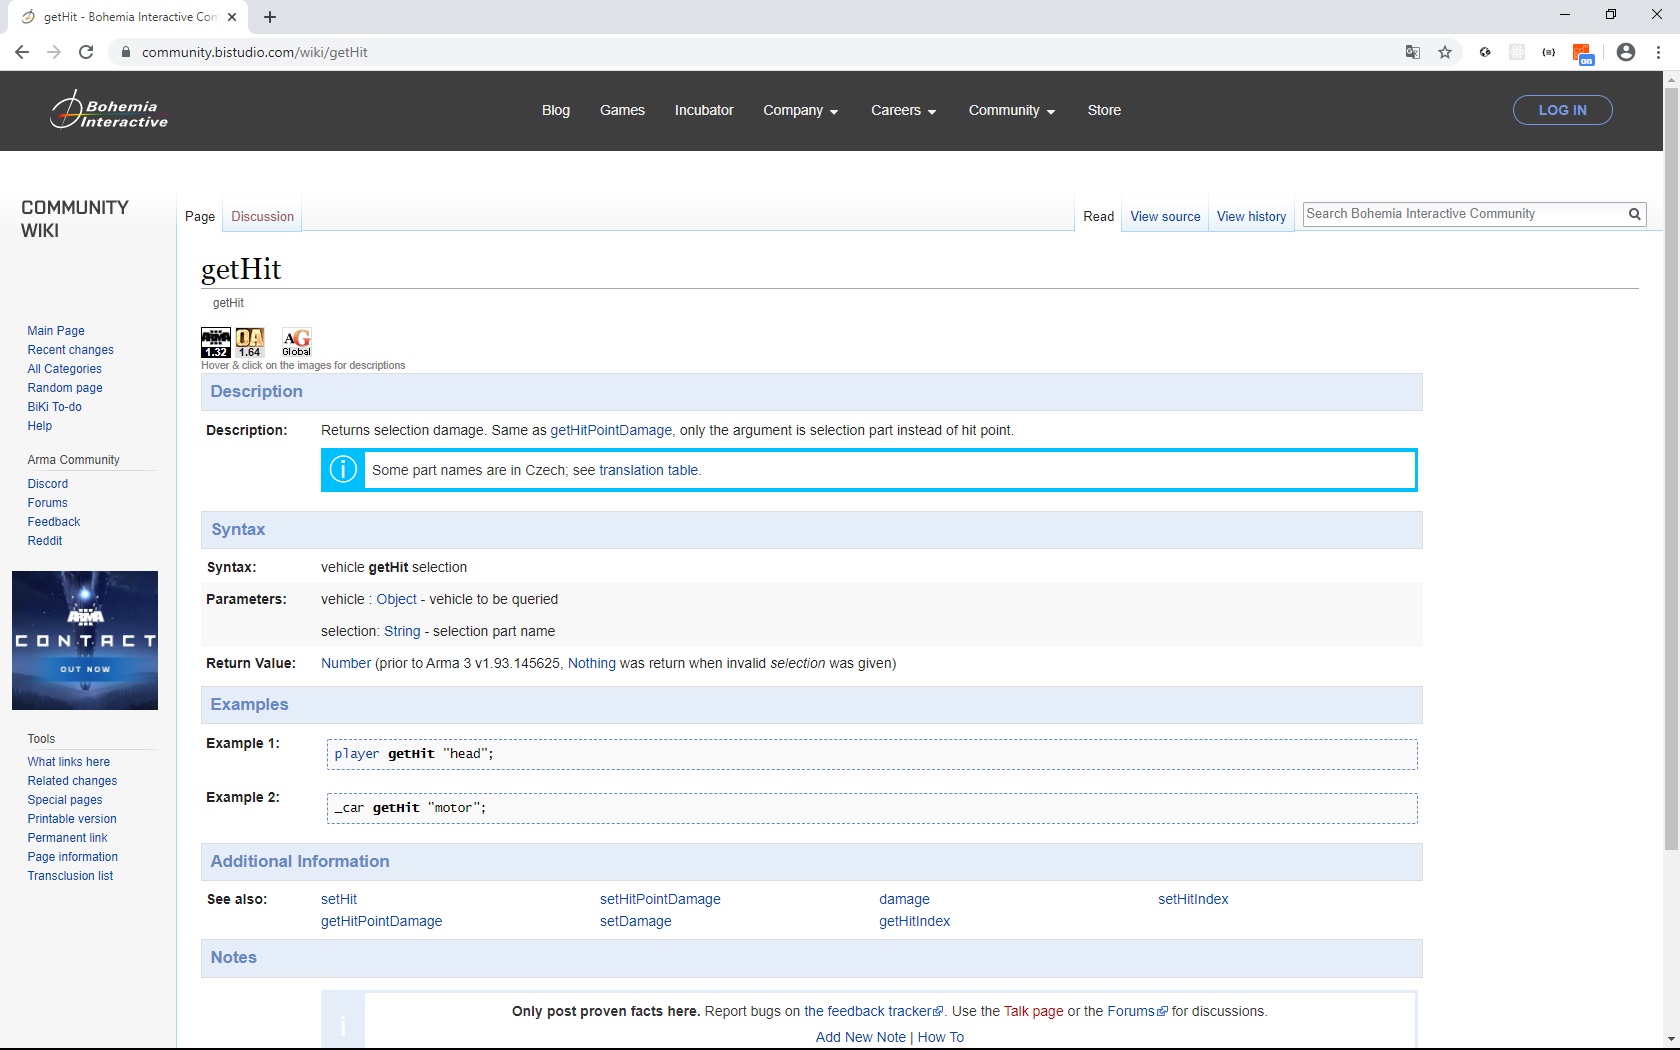 getHit - Bohemia Interactive Com
community.bistudio.com/wiki/getHit
on
Bohemia Interactive
Blog Games Incubator Company Careers Community Store
LOG IN
COMMUNITY
WIKI
Page Discussion
Read View source View history Search Bohemia Interactive Community
getHit
getHit
Main Page
Recent changes
All Categories
Random page
BiKi To-do
Help
Arma Community
Discord
Forums
Feedback
Reddit
ARMA
CONTACT
OUT NOW
Tools
What links here
Related changes
Special pages
Printable version
Permanent link
Page information
Transclusion list
ARMA 1.32 OA 1.64 AG Global
Hover & click on the images for descriptions
Description
Description: Returns selection damage. Same as getHitPointDamage, only the argument is selection part instead of hit point.
Some part names are in Czech; see translation table.
Syntax
Syntax: vehicle getHit selection
Parameters: vehicle : Object - vehicle to be queried
selection: String - selection part name
Return Value: Number (prior to Arma 3 v1.93.145625, Nothing was return when invalid selection was given)
Examples
Example 1: player getHit "head";
Example 2: _car getHit "motor";
Additional Information
See also: setHit setHitPointDamage damage setHitIndex
getHitPointDamage setDamage getHitIndex
Notes
Only post proven facts here. Report bugs on the feedback tracker. Use the Talk page or the Forums for discussions.
Add New Note | How To